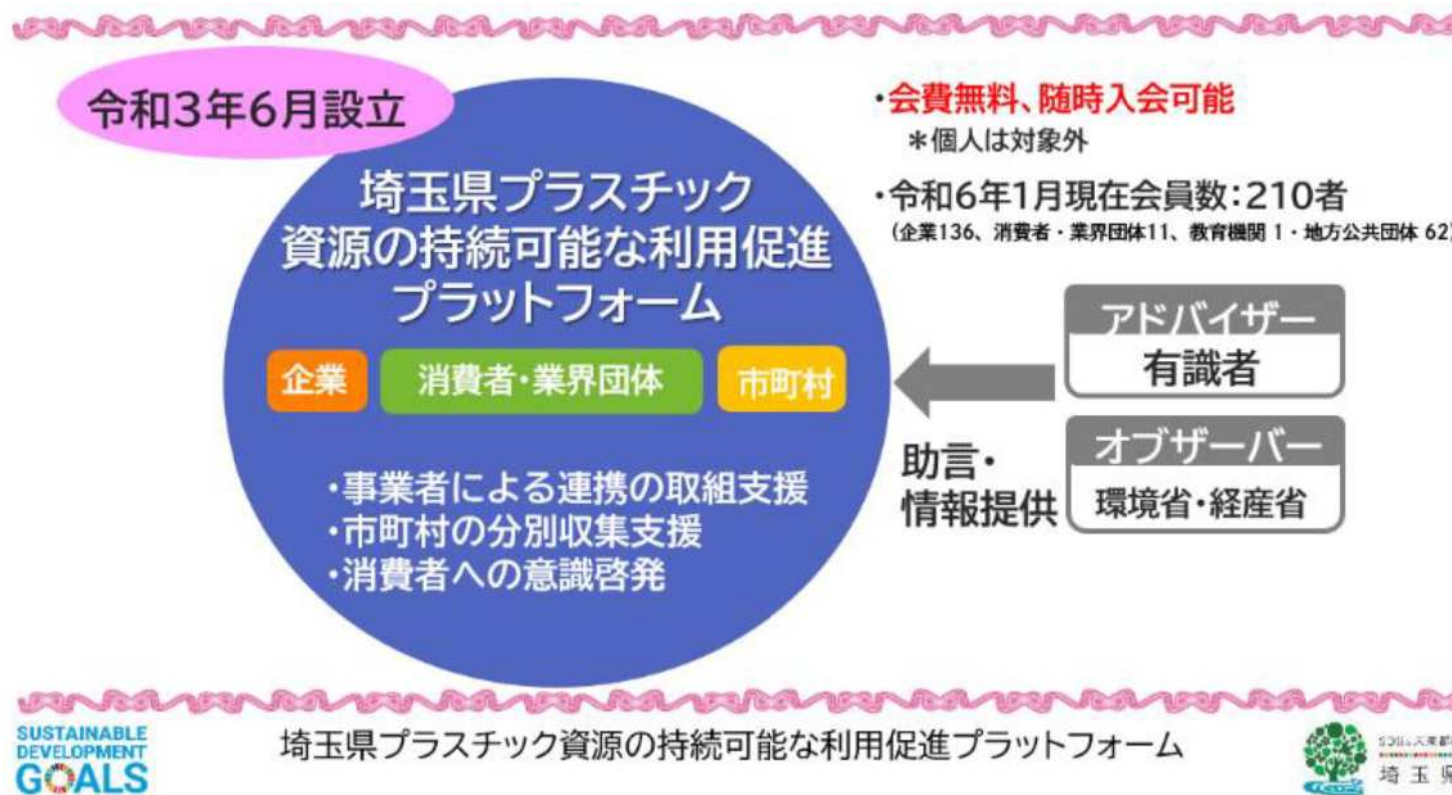 令和3年6月設立
埼玉県プラスチック
資源の持続可能な利用促進
プラットフォーム
企業
消費者・業界団体
市町村
・事業者による連携の取組支援
・市町村の分別収集支援
・消費者への意識啓発
・会費無料、随時入会可能
＊個人は対象外
・令和6年1月現在会員数：210者
(企業136、消費者・業界団体11、教育機関 1・地方公共団体 62)
アドバイザー
有識者
オブザーバー
環境省・経産省
助言・
情報提供
SUSTAINABLE
DEVELOPMENT
GOALS
埼玉県プラスチック資源の持続可能な利用促進プラットフォーム
埼玉県